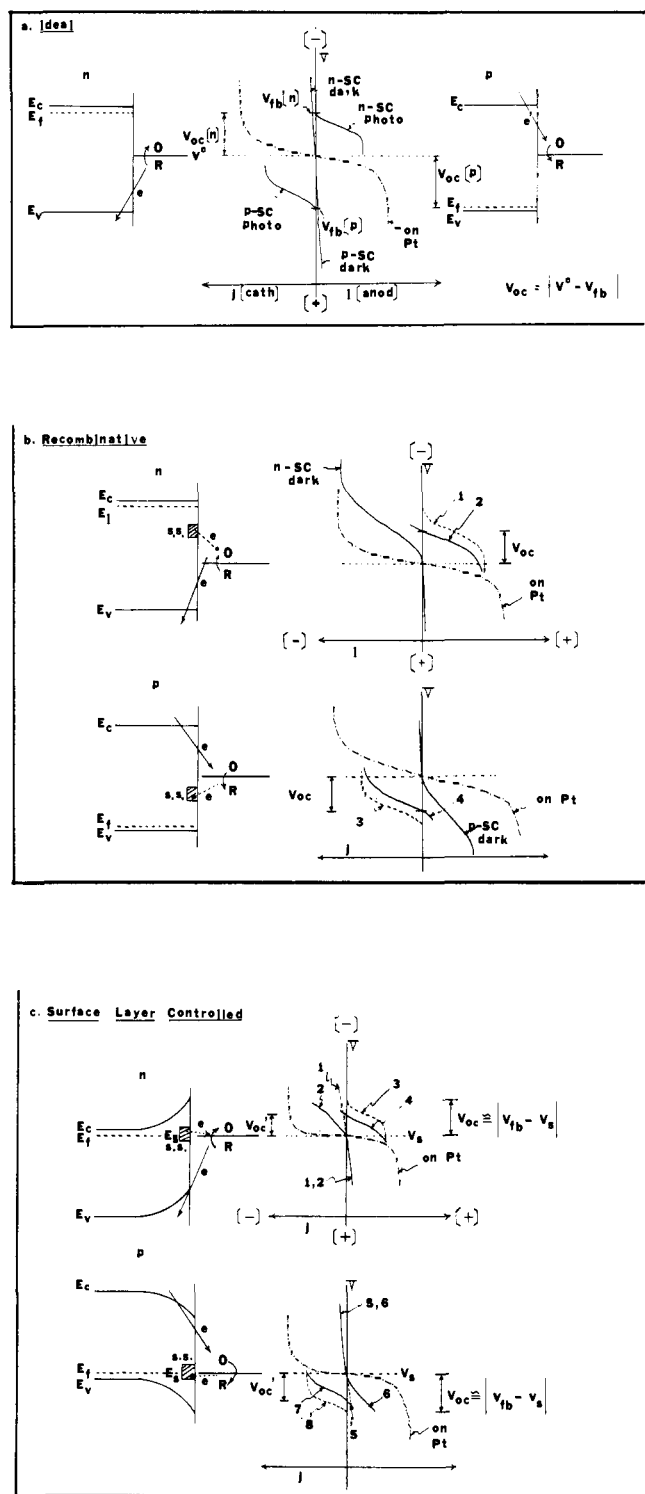 a. Ideal
[-]
V
n
p
n-SC
dark
Ec
Ef
Vfb[n]
n-SC
photo
Ec
Voc[n]
V°
O
R
e
e
O
R
Voc[p]
Ev
p-SC
photo
Vfb[p]
on
Pt
Ef
Ev
p-SC
dark
j[cath]
j[anod]
[+]
Voc = |V° - Vfb|
b. Recombinative
n
n-SC
dark
[-]
V
1
2
Ec
Ef
s.s.
e
O
R
e
Voc
Ev
on
Pt
[-]
j
[+]
[+]
p
V
Ec
e
O
R
s.s.
e
Voc
3
4
on Pt
Ef
Ev
p-SC
dark
j
c. Surface Layer Controlled
[-]
n
V
1
2
3
4
Ec
Ef
Es
s.s.
e
O
R
e
Voc'
Vs
Voc ≅ |Vfb - Vs|
on Pt
1,2
Ev
[-]
j
[+]
[+]
p
V
Ec
5,6
e
s.s.
O
R
Ef
Es
e
Ev
Voc'
Vs
Voc ≅ |Vfb - Vs|
7
8
5
6
on
Pt
j